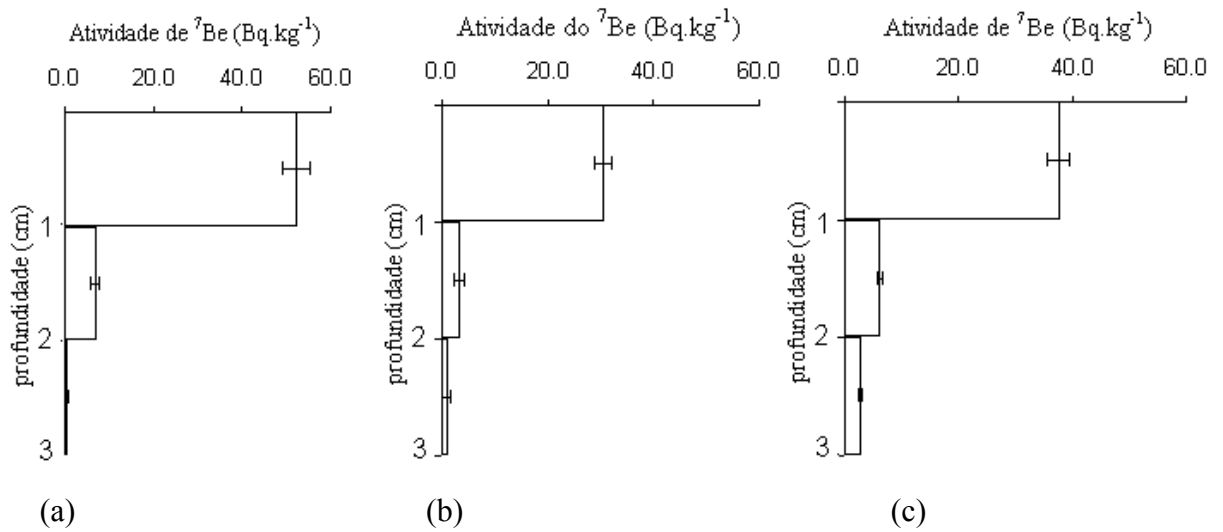 Atividade de ⁷Be (Bq.kg⁻¹)
0.0 20.0 40.0 60.0
profundidade (cm)
1
2
3
(a)
Atividade do ⁷Be (Bq.kg⁻¹)
0.0 20.0 40.0 60.0
profundidade (cm)
1
2
3
(b)
Atividade de ⁷Be (Bq.kg⁻¹)
0.0 20.0 40.0 60.0
profundidade (cm)
1
2
3
(c)